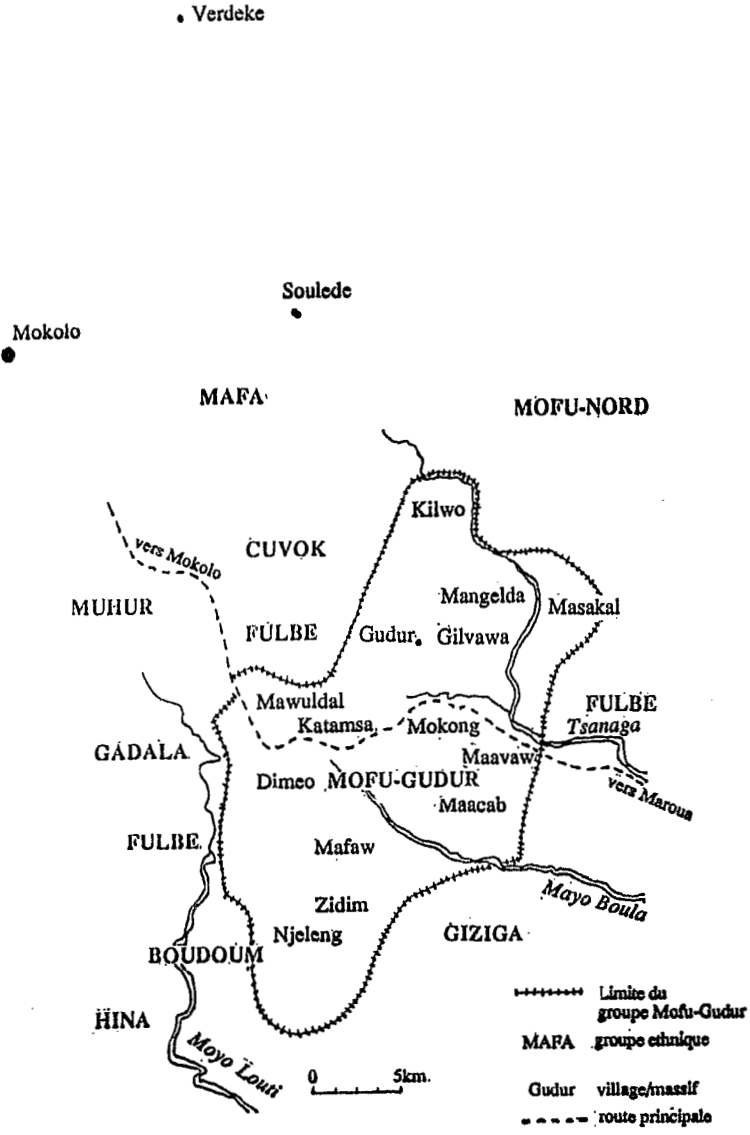 Verdeke
Soulede
Mokolo
MAFA
MOFU-NORD
Kilwo
vers Mokolo
CUVOK
Mangelda
Masakal
MUHUR
FULBE
Gudur
Gilvawa
Mawuldal
FULBE
Katamsa
Mokong
Tsanaga
GADALA
Maavaw
Dimeo
MOFU-GUDUR
vers Maroua
Maacab
FULBE
Mafaw
Mayo Boula
Zidim
Njeleng
GIZIGA
BOUDOUM
HINA
Moyo Louti
0 5km.
Limite du
groupe Mofu-Gudur
MAFA groupe ethnique
Gudur village/massif
route principale